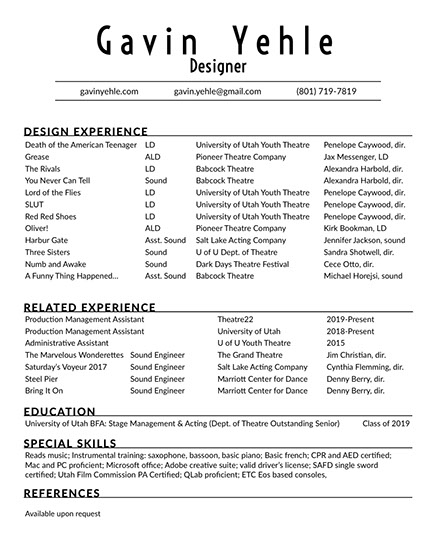 Gavin Yehle
Designer
gavinyehle.com gavin.yehle@gmail.com (801) 719-7819
DESIGN EXPERIENCE
Death of the American Teenager LD University of Utah Youth Theatre Penelope Caywood, dir.
Grease ALD Pioneer Theatre Company Jax Messenger, LD
The Rivals LD Babcock Theatre Alexandra Harbold, dir.
You Never Can Tell Sound Babcock Theatre Alexandra Harbold, dir.
Lord of the Flies LD University of Utah Youth Theatre Penelope Caywood, dir.
SLUT LD University of Utah Youth Theatre Penelope Caywood, dir.
Red Red Shoes LD University of Utah Youth Theatre Penelope Caywood, dir.
Oliver! ALD Pioneer Theatre Company Kirk Bookman, LD
Harbur Gate Asst. Sound Salt Lake Acting Company Jennifer Jackson, sound
Three Sisters Sound U of U Dept. of Theatre Sandra Shotwell, dir.
Numb and Awake Sound Dark Days Theatre Festival Cece Otto, dir.
A Funny Thing Happened... Asst. Sound Babcock Theatre Michael Horejsi, sound
RELATED EXPERIENCE
Production Management Assistant Theatre22 2019-Present
Production Management Assistant University of Utah 2018-Present
Administrative Assistant U of U Youth Theatre 2015
The Marvelous Wonderettes Sound Engineer The Grand Theatre Jim Christian, dir.
Saturday's Voyeur 2017 Sound Engineer Salt Lake Acting Company Cynthia Flemming, dir.
Steel Pier Sound Engineer Marriott Center for Dance Denny Berry, dir.
Bring It On Sound Engineer Marriott Center for Dance Denny Berry, dir.
EDUCATION
University of Utah BFA: Stage Management & Acting (Dept. of Theatre Outstanding Senior) Class of 2019
SPECIAL SKILLS
Reads music; Instrumental training: saxophone, bassoon, basic piano; Basic french; CPR and AED certified;
Mac and PC proficient; Microsoft office; Adobe creative suite; valid driver's license; SAFD single sword
certified; Utah Film Commission PA Certified; QLab proficient; ETC Eos based consoles,
REFERENCES
Available upon request